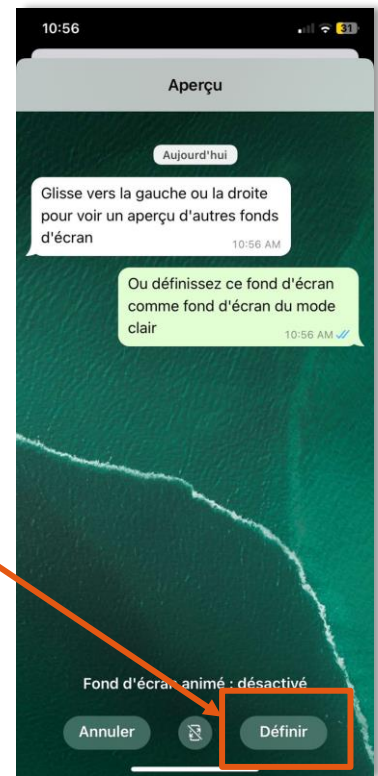 10:56
31
Aperçu
Aujourd'hui
Glisse vers la gauche ou la droite
pour voir un aperçu d'autres fonds
d'écran
10:56 AM
Ou définissez ce fond d'écran
comme fond d'écran du mode
clair
10:56 AM
Fond d'écran animé : désactivé
Annuler
Définir